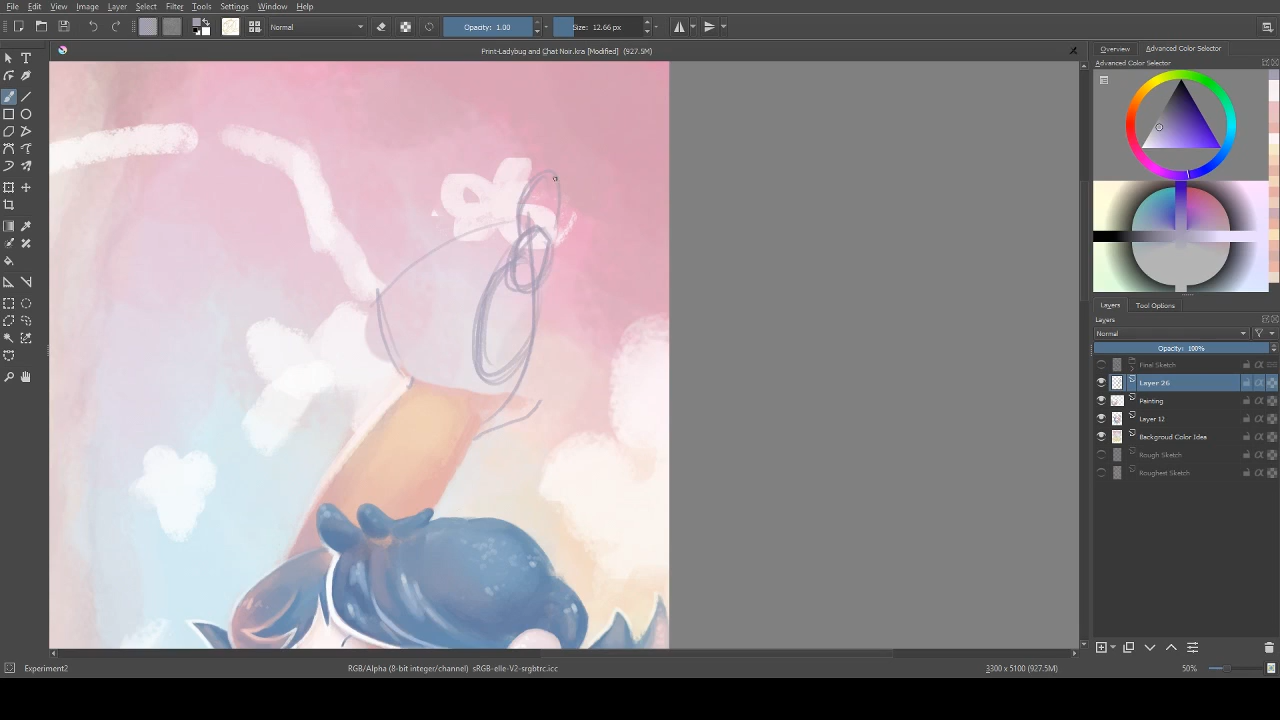 File Edit View Image Layer Select Filter Tools Settings Window Help
Normal Opacity: 1.00 Size: 12.66 px
Print-Ladybug and Chat Noir.kra [Modified] (927.5M)
Overview Advanced Color Selector
Advanced Color Selector
Layers Tool Options
Layers
Normal
Opacity: 100%
Final Sketch
Layer 26
Painting
Layer 12
Backgroud Color Idea
Rough Sketch
Roughest Sketch
Experiment2 RGB/Alpha (8-bit integer/channel) sRGB-elle-V2-srgbtrc.icc 3300 x 5100 (927.5M) 50%